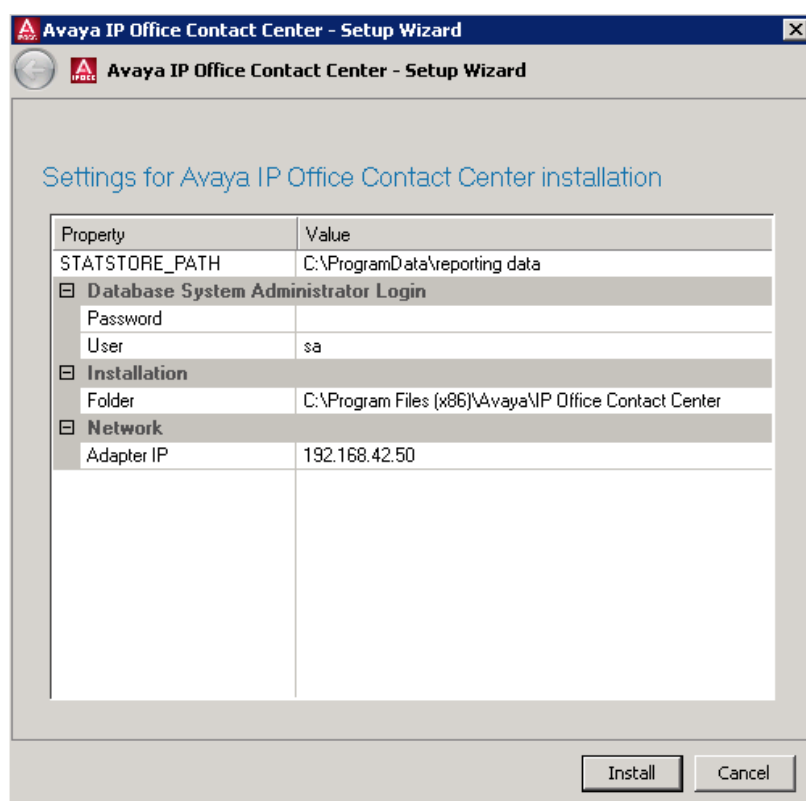 Avaya IP Office Contact Center - Setup Wizard
Avaya IP Office Contact Center - Setup Wizard
Settings for Avaya IP Office Contact Center installation
Property Value
STATSTORE_PATH C:\ProgramData\reporting data
Database System Administrator Login
Password
User sa
Installation
Folder C:\Program Files (x86)\Avaya\IP Office Contact Center
Network
Adapter IP 192.168.42.50
Install Cancel